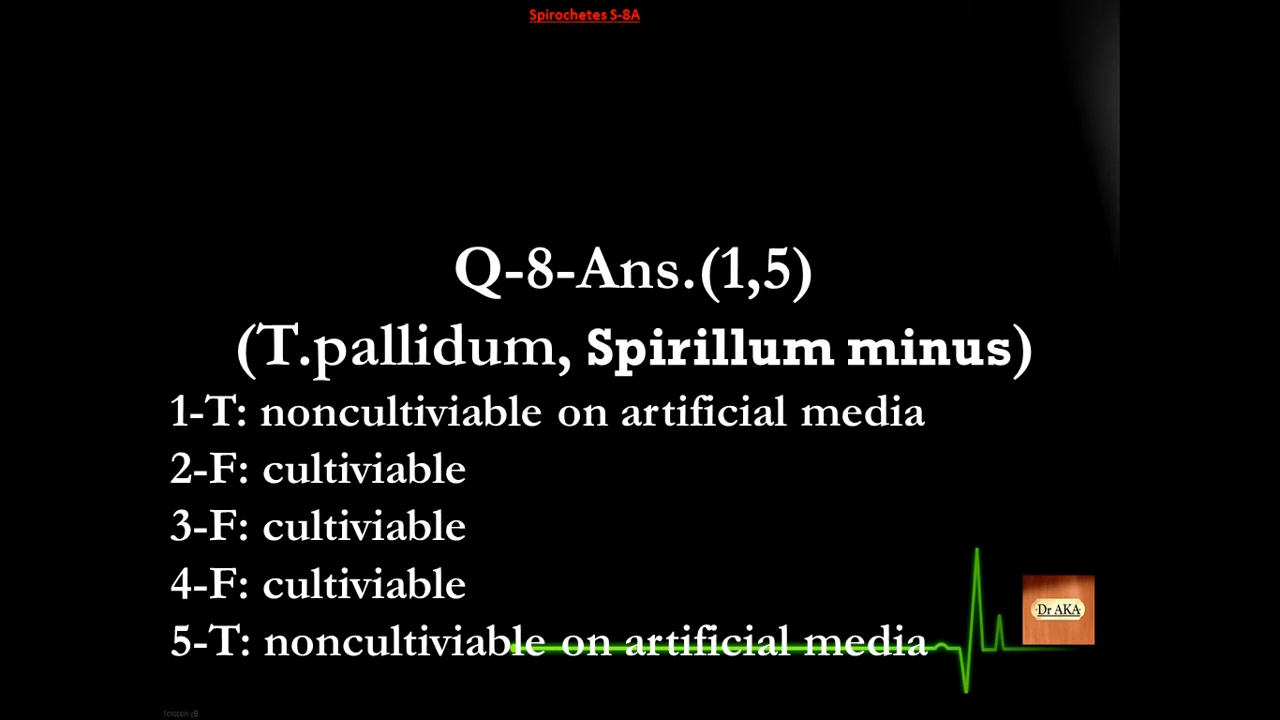 Spirochetes S-8A
Q-8-Ans.(1,5)
(T.pallidum, Spirillum minus)
1-T: noncultiviable on artificial media
2-F: cultiviable
3-F: cultiviable
4-F: cultiviable
5-T: noncultiviable on artificial media
Dr AKA